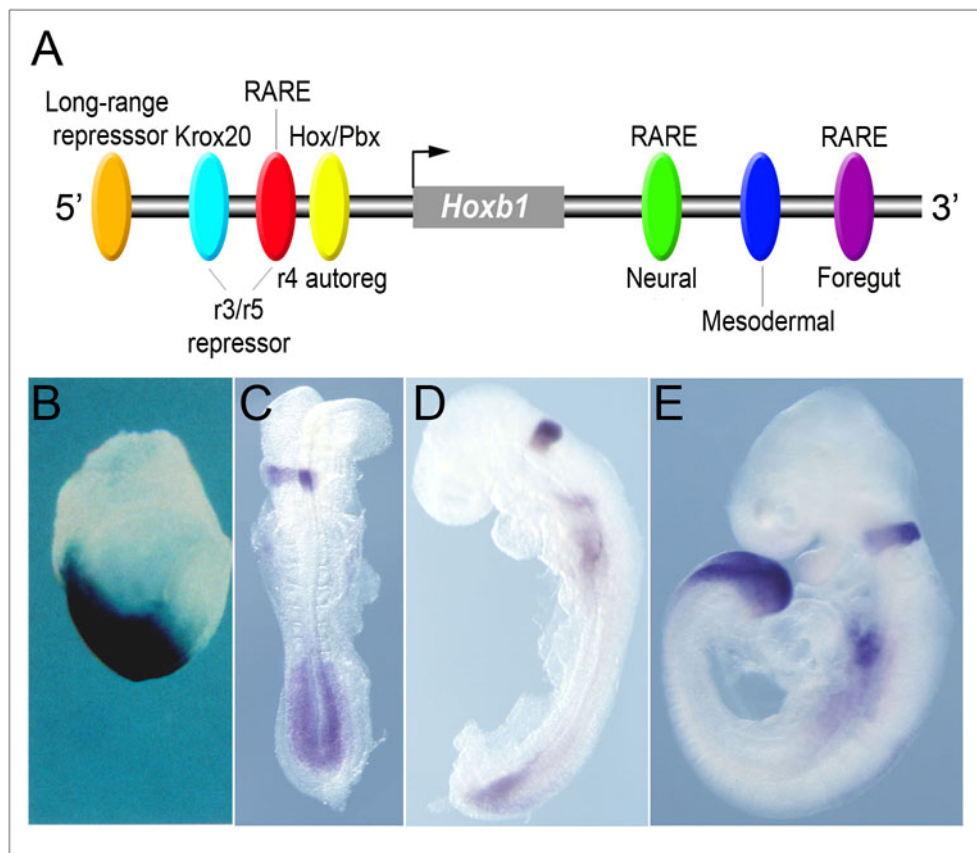 A
Long-range
represssor
Krox20
RARE
Hox/Pbx
RARE
RARE
5’
Hoxb1
3’
r3/r5
repressor
r4 autoreg
Neural
Mesodermal
Foregut
B
C
D
E